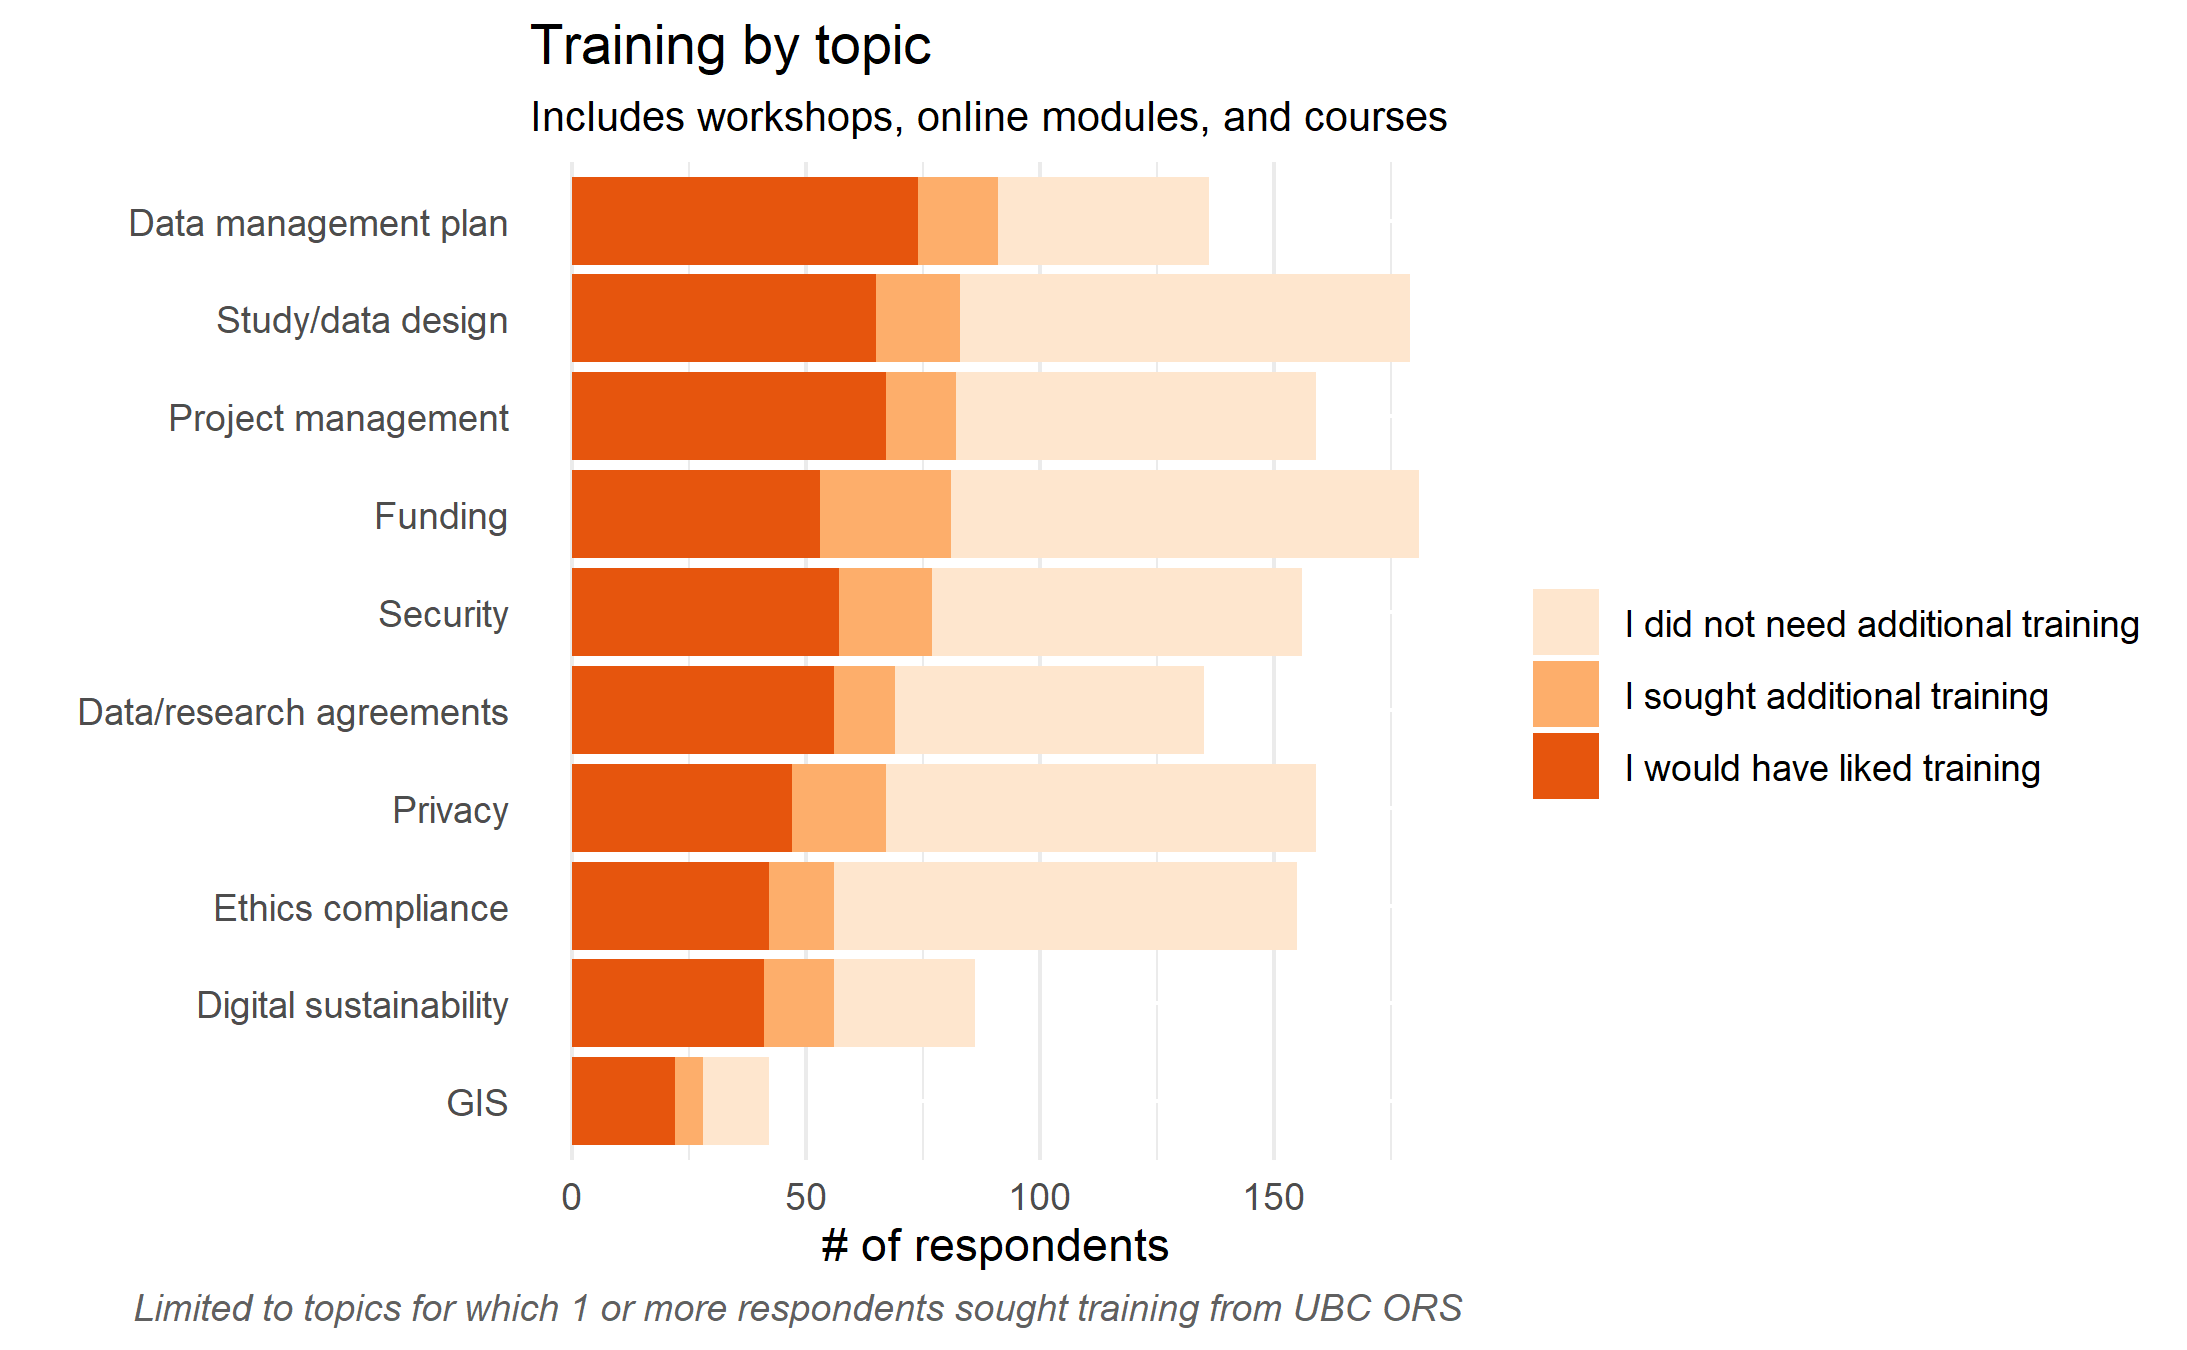 Training by topic
Includes workshops, online modules, and courses
Data management plan
Study/data design
Project management
Funding
Security
Data/research agreements
Privacy
Ethics compliance
Digital sustainability
GIS
0 50 100 150
# of respondents
Limited to topics for which 1 or more respondents sought training from UBC ORS
I did not need additional training
I sought additional training
I would have liked training